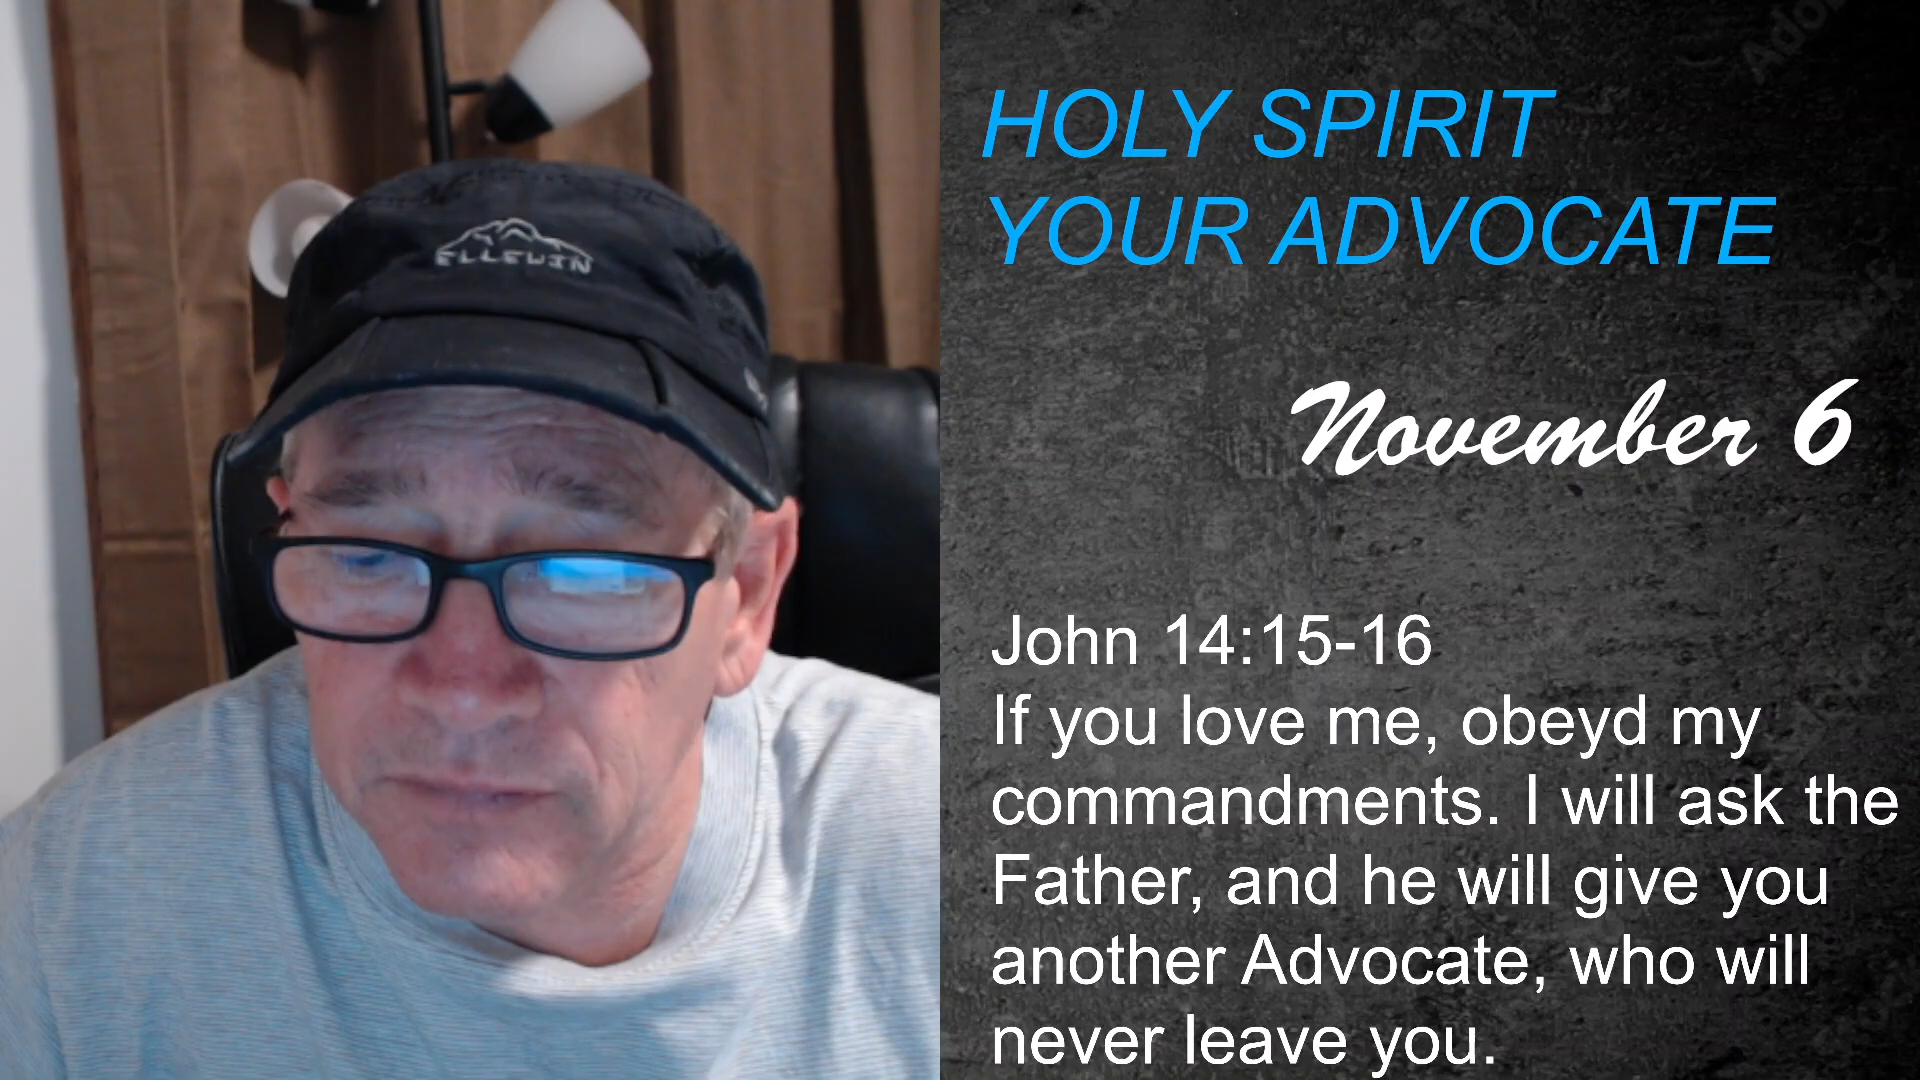 ELLEWIN
HOLY SPIRIT
YOUR ADVOCATE
November 6
John 14:15-16
If you love me, obeyd my
commandments. I will ask the
Father, and he will give you
another Advocate, who will
never leave you.